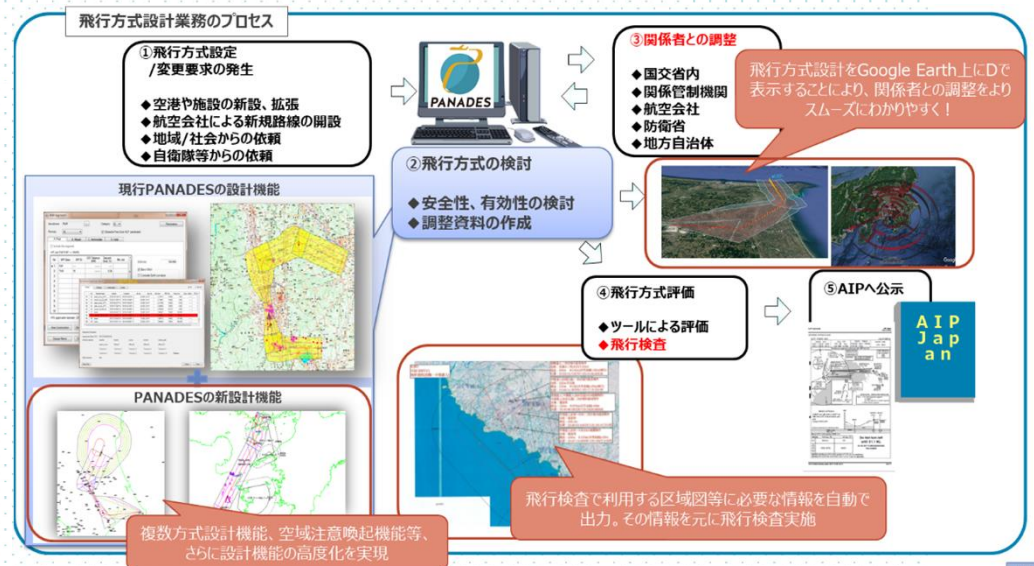 飛行方式設計業務のプロセス
①飛行方式設定
/変更要求の発生
◆空港や施設の新設、拡張
◆航空会社による新規路線の開設
◆地域/社会からの依頼
◆自衛隊等からの依頼
PANADES
②飛行方式の検討
◆安全性、有効性の検討
◆調整資料の作成
③関係者との調整
◆国交省内
◆関係管制機関
◆航空会社
◆防衛省
◆地方自治体
飛行方式設計をGoogle Earth上にDで
表示することにより、関係者との調整をより
スムーズにわかりやすく！
現行PANADESの設計機能
PANADESの新設計機能
複数方式設計機能、空域注意喚起機能等、
さらに設計機能の高度化を実現
④飛行方式評価
◆ツールによる評価
◆飛行検査
飛行検査で利用する区域図等に必要な情報を自動で
出力。その情報を元に飛行検査実施
⑤AIPへ公示
AIP
Jap
an